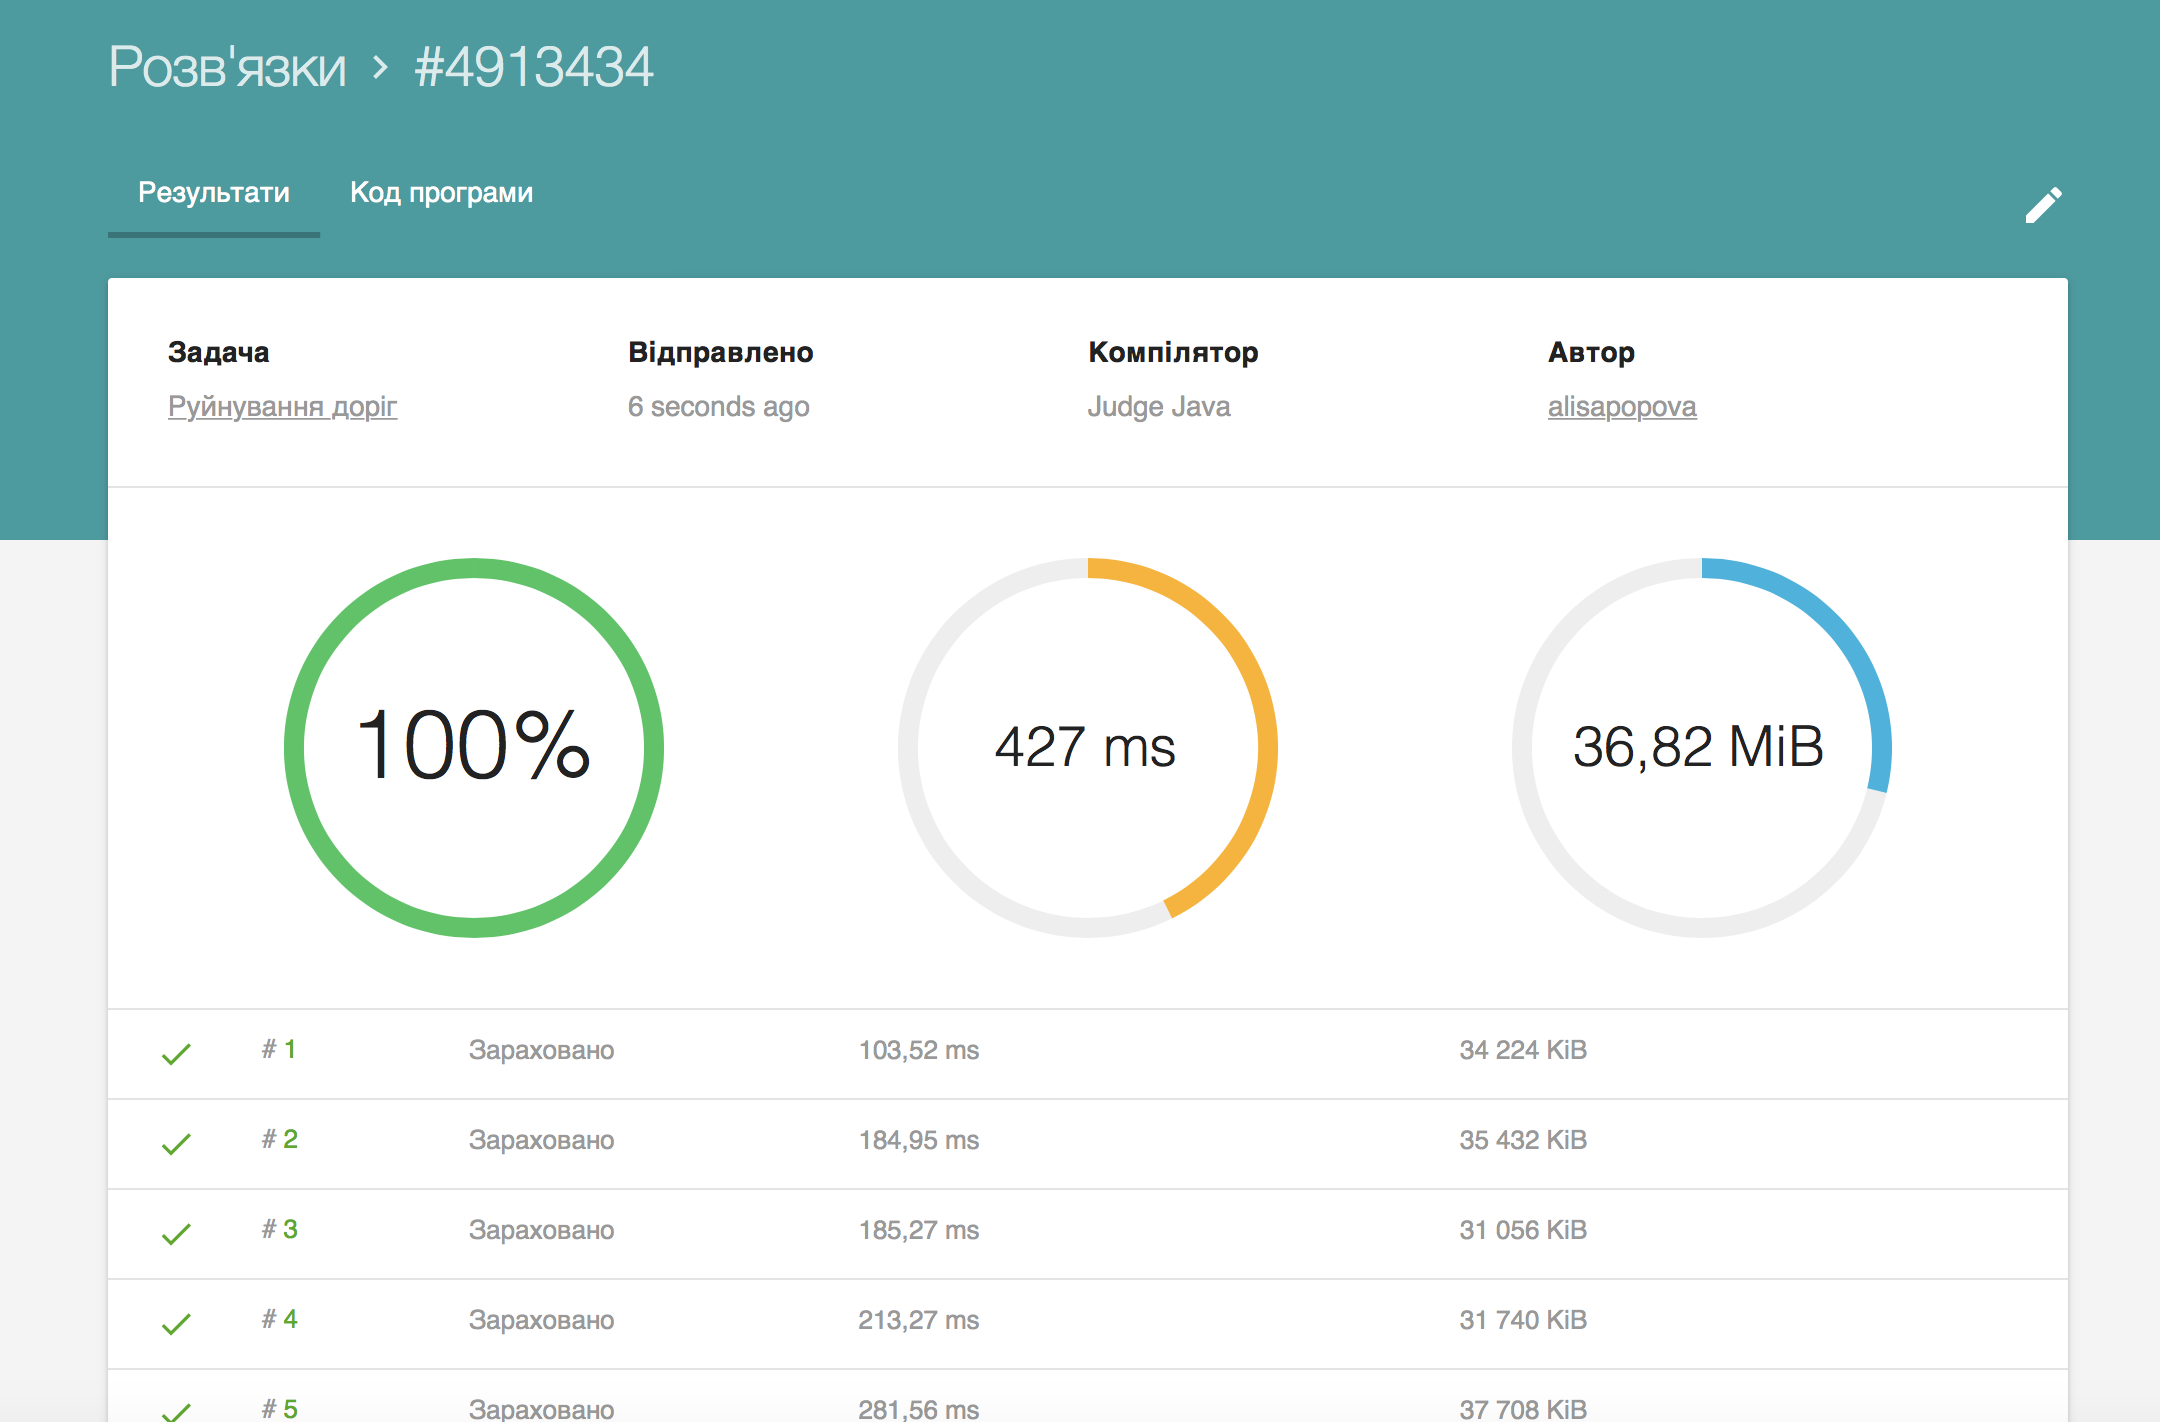 Розв'язки > #4913434
Результати Код програми
Задача Відправлено Компілятор Автор
Руйнування доріг 6 seconds ago Judge Java alisapopova
100% 427 ms 36,82 MiB
# 1 Зараховано 103,52 ms 34 224 KiB
# 2 Зараховано 184,95 ms 35 432 KiB
# 3 Зараховано 185,27 ms 31 056 KiB
# 4 Зараховано 213,27 ms 31 740 KiB
# 5 Зараховано 281,56 ms 37 708 KiB